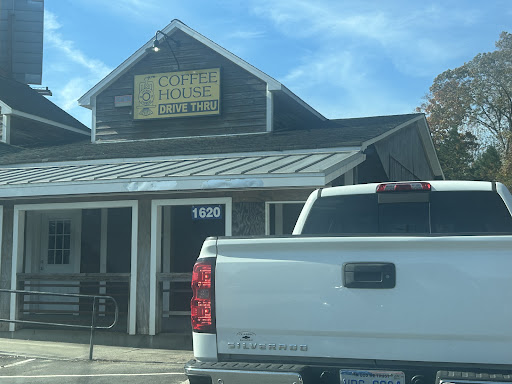 COFFEE
HOUSE
DRIVE THRU
1620
SILVERADO